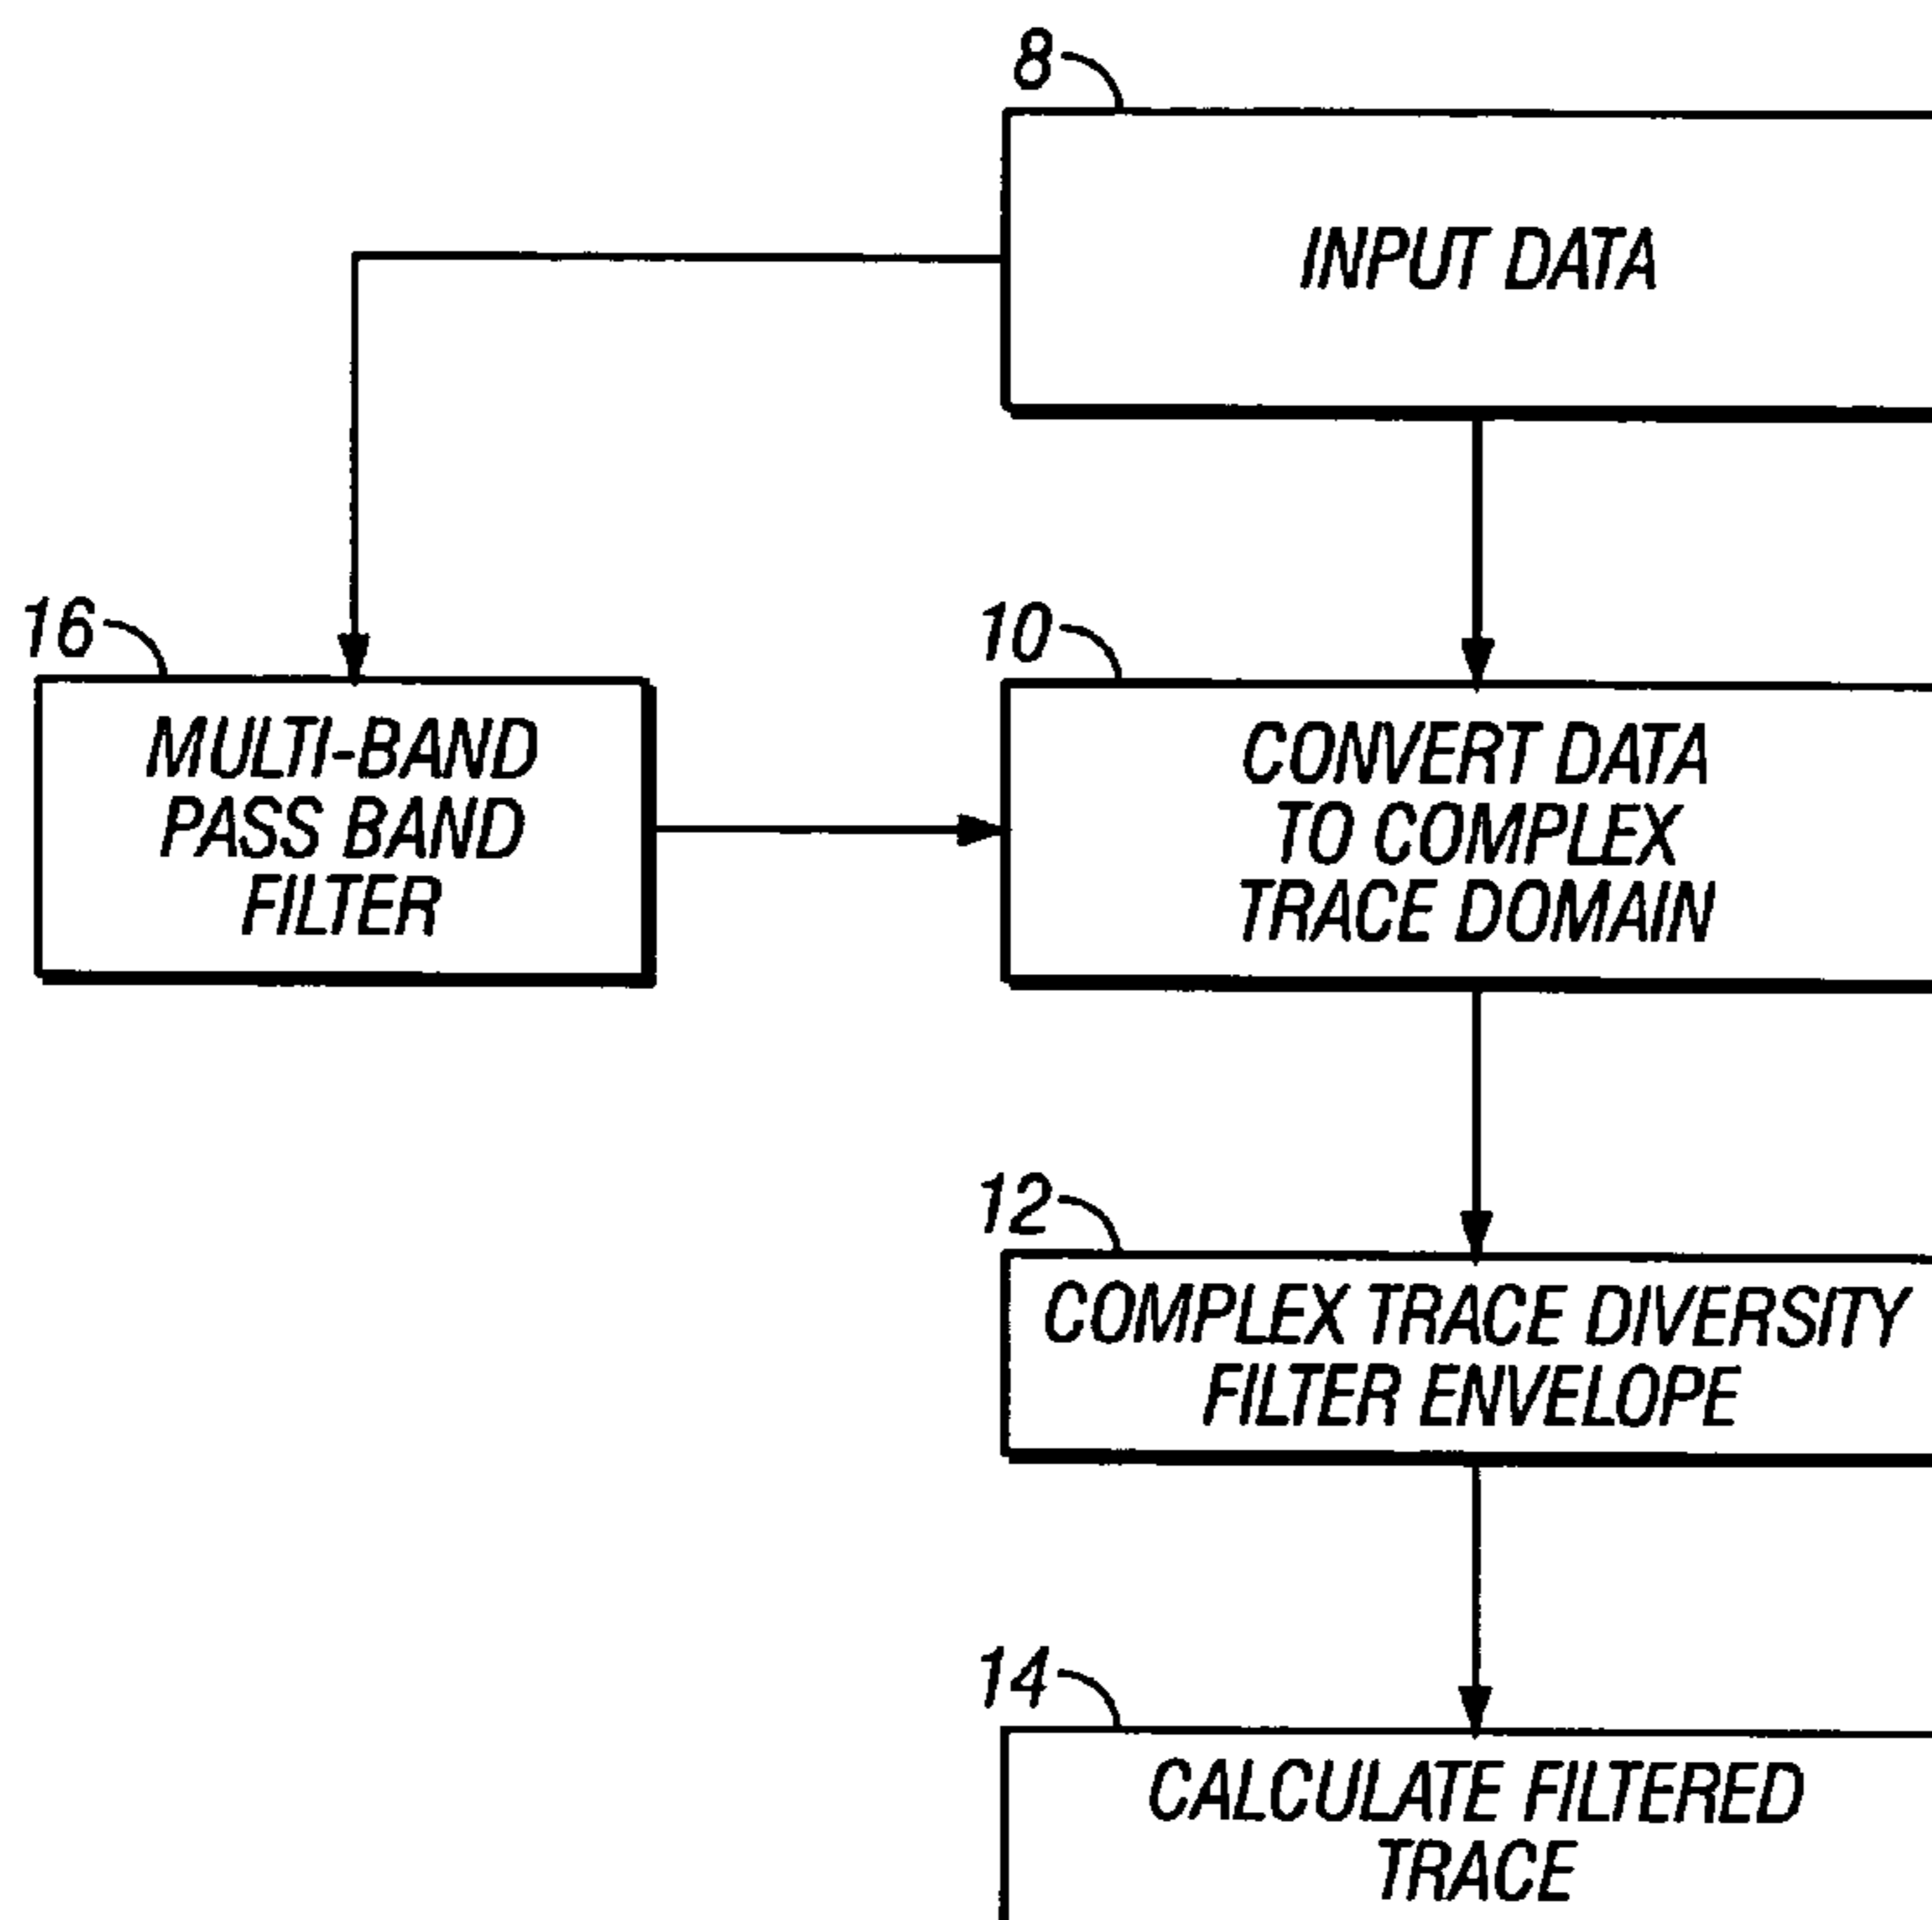 8
INPUT DATA
16
MULTI-BAND
PASS BAND
FILTER
10
CONVERT DATA
TO COMPLEX
TRACE DOMAIN
12
COMPLEX TRACE DIVERSITY
FILTER ENVELOPE
14
CALCULATE FILTERED
TRACE